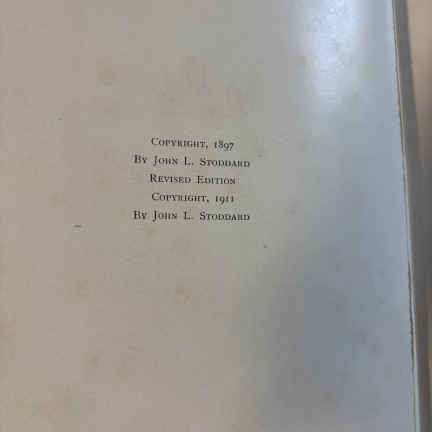 Copyright, 1897
By John L. Stoddard
Revised Edition
Copyright, 1911
By John L. Stoddard